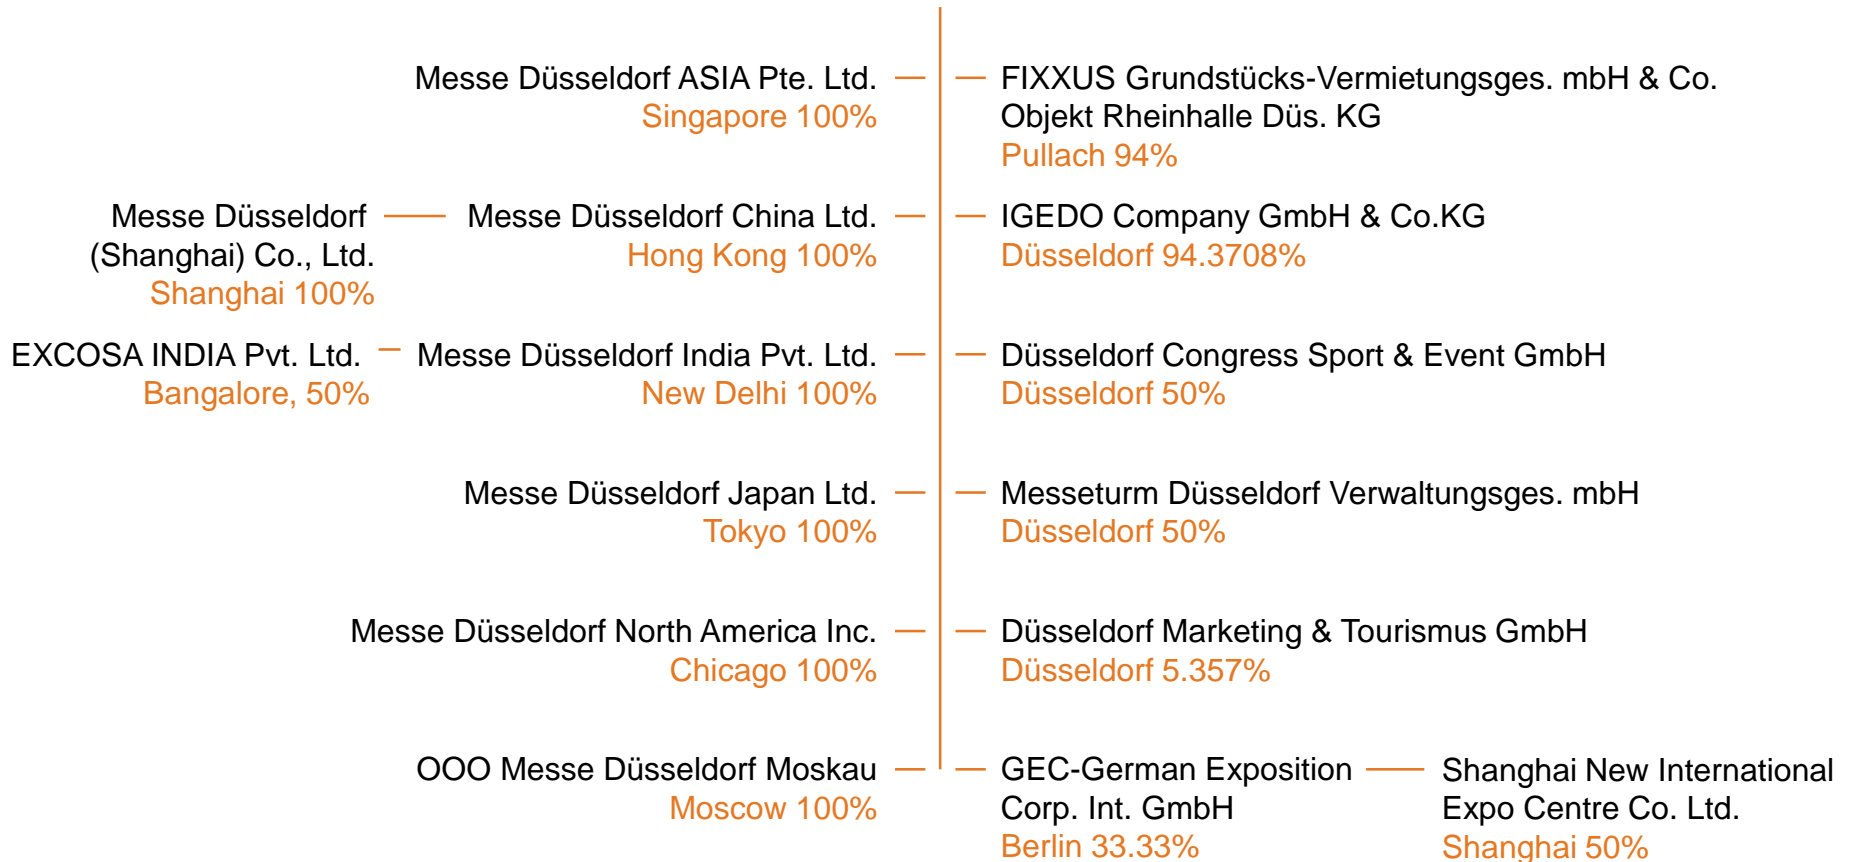 Messe Düsseldorf ASIA Pte. Ltd.
Singapore 100%
FIXXUS Grundstücks-Vermietungsges. mbH & Co.
Objekt Rheinhalle Düs. KG
Pullach 94%
Messe Düsseldorf
(Shanghai) Co., Ltd.
Shanghai 100%
Messe Düsseldorf China Ltd.
Hong Kong 100%
IGEDO Company GmbH & Co.KG
Düsseldorf 94.3708%
EXCOSA INDIA Pvt. Ltd.
Bangalore, 50%
Messe Düsseldorf India Pvt. Ltd.
New Delhi 100%
Düsseldorf Congress Sport & Event GmbH
Düsseldorf 50%
Messe Düsseldorf Japan Ltd.
Tokyo 100%
Messeturm Düsseldorf Verwaltungsges. mbH
Düsseldorf 50%
Messe Düsseldorf North America Inc.
Chicago 100%
Düsseldorf Marketing & Tourismus GmbH
Düsseldorf 5.357%
OOO Messe Düsseldorf Moskau
Moscow 100%
GEC-German Exposition
Corp. Int. GmbH
Berlin 33.33%
Shanghai New International
Expo Centre Co. Ltd.
Shanghai 50%